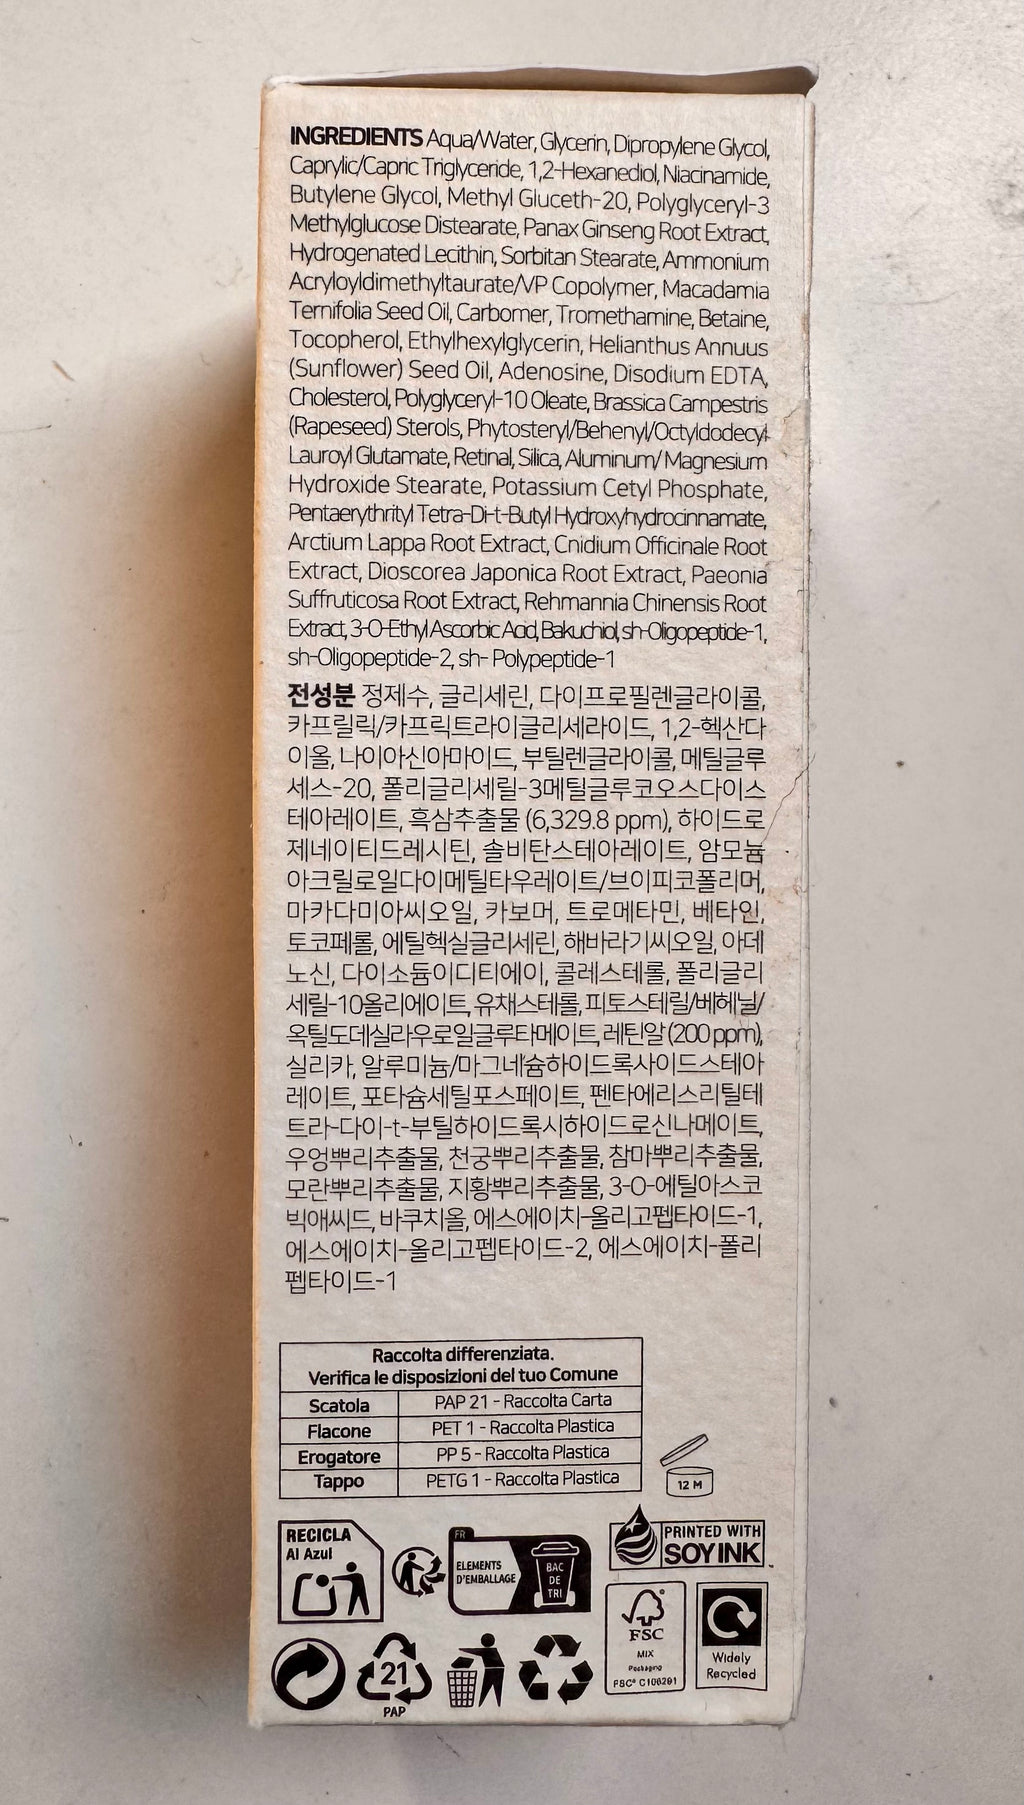 INGREDIENTS Aqua/Water, Glycerin, Dipropylene Glycol,
Caprylic/Capric Triglyceride, 1,2-Hexanediol, Niacinamide,
Butylene Glycol, Methyl Gluceth-20, Polyglyceryl-3
Methylglucose Distearate, Panax Ginseng Root Extract,
Hydrogenated Lecithin, Sorbitan Stearate, Ammonium
Acryloyldimethyltaurate/VP Copolymer, Macadamia
Ternifolia Seed Oil, Carbomer, Tromethamine, Betaine,
Tocopherol, Ethylhexylglycerin, Helianthus Annuus
(Sunflower) Seed Oil, Adenosine, Disodium EDTA,
Cholesterol, Polyglyceryl-10 Oleate, Brassica Campestris
(Rapeseed) Sterols, Phytosteryl/Behenyl/Octyldodecyl
Lauroyl Glutamate, Retinal, Silica, Aluminum/Magnesium
Hydroxide Stearate, Potassium Cetyl Phosphate,
Pentaerythrityl Tetra-Di-t-Butyl Hydroxyhydrocinnamate,
Arctium Lappa Root Extract, Cnidium Officinale Root
Extract, Dioscorea Japonica Root Extract, Paeonia
Suffruticosa Root Extract, Rehmannia Chinensis Root
Extract, 3-O-Ethyl Ascorbic Acid, Bakuchiol, sh-Oligopeptide-1,
sh-Oligopeptide-2, sh- Polypeptide-1
전성분 정제수, 글리세린, 다이프로필렌글라이콜,
카프릴릭/카프릭트라이글리세라이드, 1,2-헥산다
이올, 나이아신아마이드, 부틸렌글라이콜, 메틸글루
세스-20, 폴리글리세릴-3메틸글루코오스다이스
테아레이트, 흑삼추출물 (6,329.8 ppm), 하이드로
제네이티드레시틴, 솔비탄스테아레이트, 암모늄
아크릴로일다이메틸타우레이트/브이피코폴리머,
마카다미아씨오일, 카보머, 트로메타민, 베타인,
토코페롤, 에틸헥실글리세린, 해바라기씨오일, 아데
노신, 다이소듐이디티에이, 콜레스테롤, 폴리글리
세릴-10올리에이트, 유채스테롤, 피토스테릴/베헤닐/
옥틸도데실라우로일글루타메이트, 레틴알 (200 ppm),
실리카, 알루미늄/마그네슘하이드록사이드스테아
레이트, 포타슘세틸포스페이트, 펜타에리스리틸테
트라-다이-t-부틸하이드록시하이드로신나메이트,
우엉뿌리추출물, 천궁뿌리추출물, 참마뿌리추출물,
모란뿌리추출물, 지황뿌리추출물, 3-O-에틸아스코
빅애씨드, 바쿠치올, 에스에이치-올리고펩타이드-1,
에스에이치-올리고펩타이드-2, 에스에이치-폴리
펩타이드-1
Raccolta differenziata.
Verifica le disposizioni del tuo Comune
Scatola PAP 21 - Raccolta Carta
Flacone PET 1 - Raccolta Plastica
Erogatore PP 5 - Raccolta Plastica
Tappo PETG 1 - Raccolta Plastica
12 M
RECICLA
Al Azul
FR
ELEMENTS
D'EMBALLAGE
BAC
DE
TRI
PRINTED WITH
SOY INK
FSC
MIX
Packaging
FSC® C106291
Widely
Recycled
21
PAP